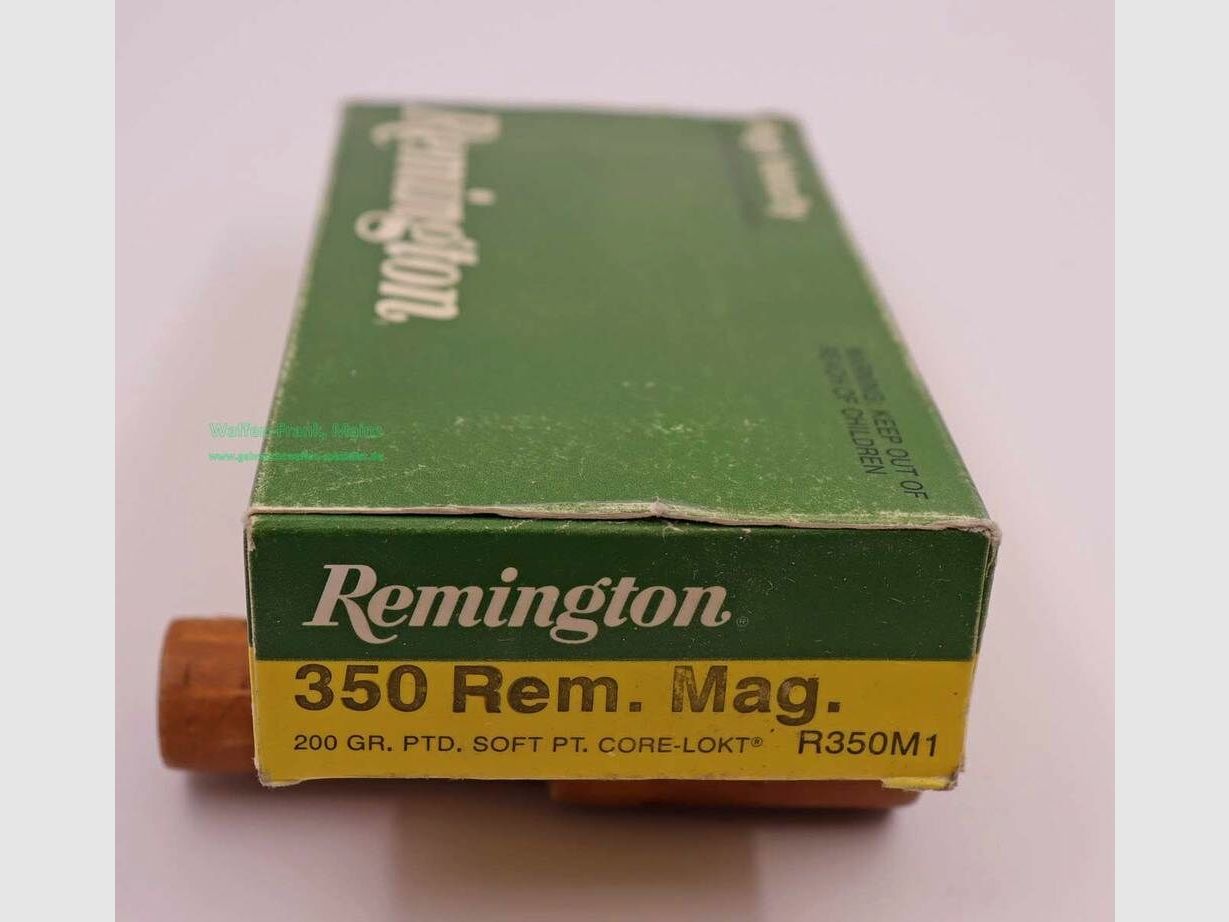 Remington
WARNING: KEEP OUT OF
REACH OF CHILDREN
Waffen-Frank, Mainz
Remington®
350 Rem. Mag.
200 GR. PTD. SOFT PT. CORE-LOKT® R350M1